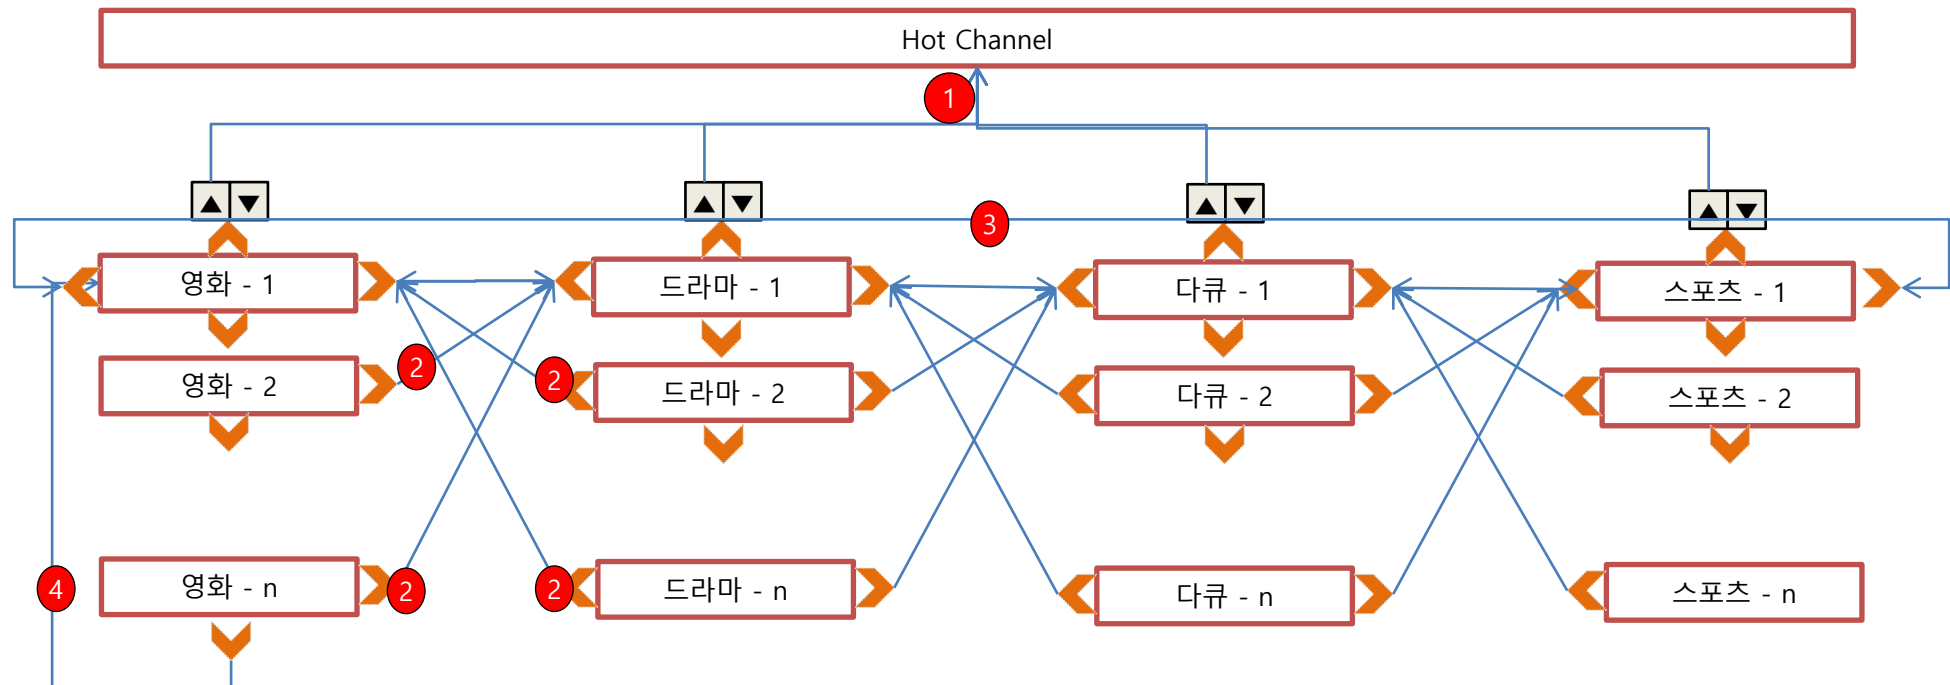 Hot Channel
1
3
영화 - 1
드라마 - 1
다큐 - 1
스포츠 - 1
2
2
영화 - 2
드라마 - 2
다큐 - 2
스포츠 - 2
4
영화 - n
2
2
드라마 - n
다큐 - n
스포츠 - n